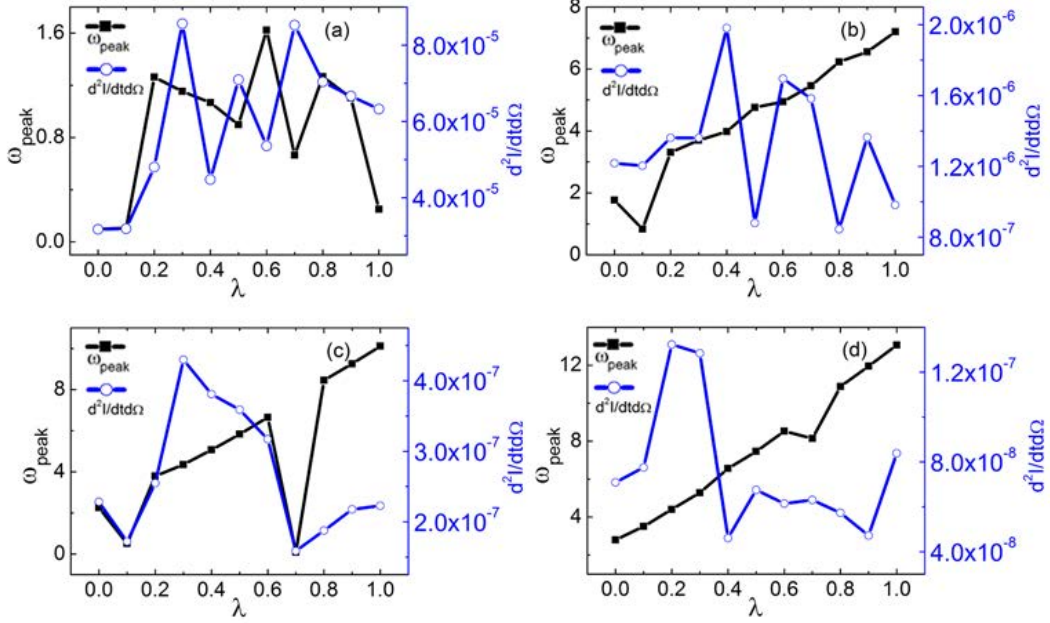 (a)
ω_peak
d²I/dtdΩ
1.6
0.8
0.0
ω_peak
8.0x10⁻⁵
6.0x10⁻⁵
4.0x10⁻⁵
d²I/dtdΩ
0.0 0.2 0.4 0.6 0.8 1.0
λ
(b)
ω_peak
d²I/dtdΩ
8
6
4
2
0
ω_peak
2.0x10⁻⁶
1.6x10⁻⁶
1.2x10⁻⁶
8.0x10⁻⁷
d²I/dtdΩ
0.0 0.2 0.4 0.6 0.8 1.0
λ
(c)
ω_peak
d²I/dtdΩ
8
4
0
ω_peak
4.0x10⁻⁷
3.0x10⁻⁷
2.0x10⁻⁷
d²I/dtdΩ
0.0 0.2 0.4 0.6 0.8 1.0
λ
(d)
ω_peak
d²I/dtdΩ
12
8
4
ω_peak
1.2x10⁻⁷
8.0x10⁻⁸
4.0x10⁻⁸
d²I/dtdΩ
0.0 0.2 0.4 0.6 0.8 1.0
λ